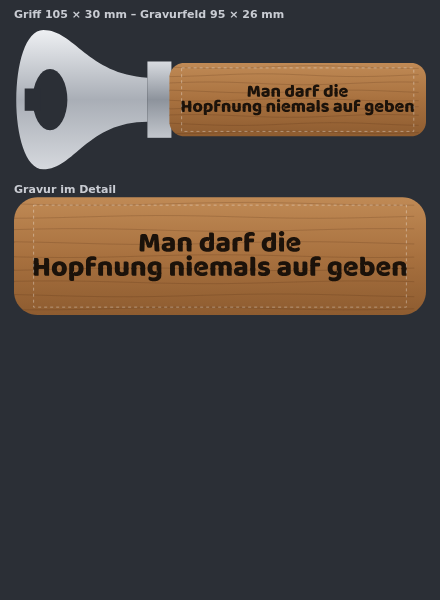 Griff 105 × 30 mm – Gravurfeld 95 × 26 mm
Man darf die
Hopfnung niemals auf geben
Gravur im Detail
Man darf die
Hopfnung niemals auf geben